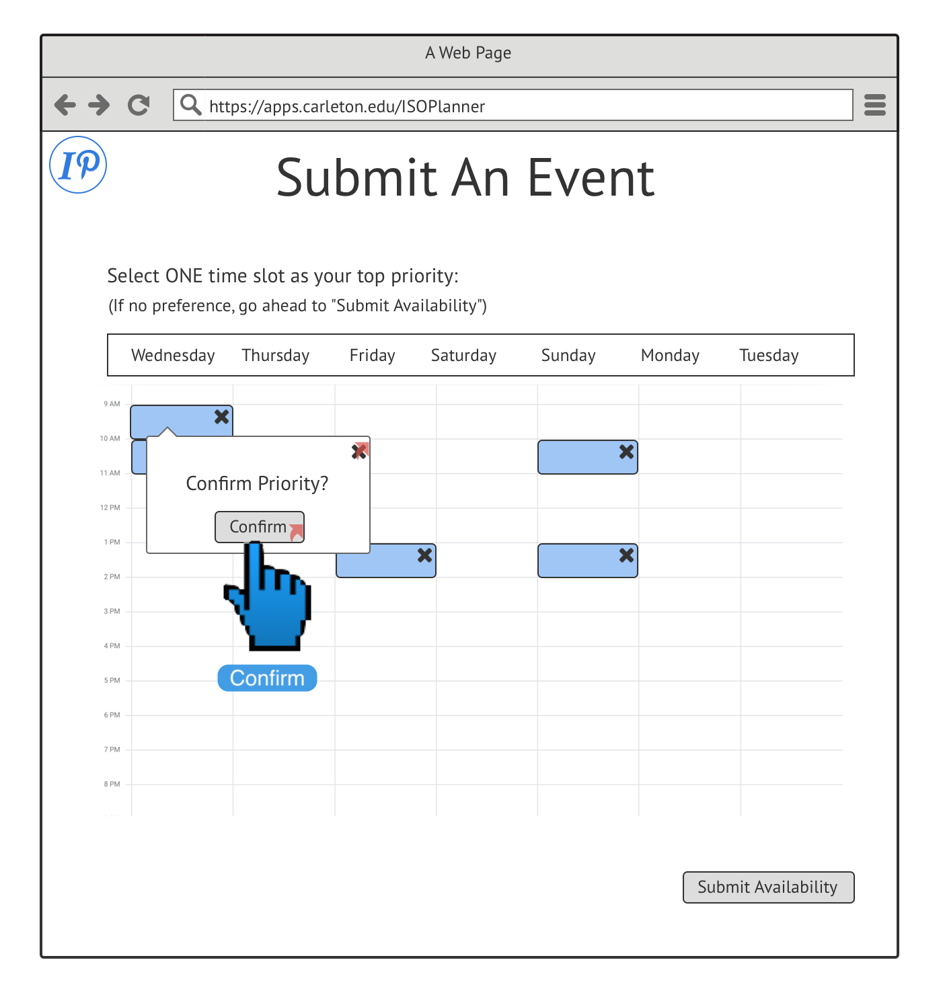 A Web Page
https://apps.carleton.edu/ISOPlanner
IP
Submit An Event
Select ONE time slot as your top priority:
(If no preference, go ahead to "Submit Availability")
Wednesday Thursday Friday Saturday Sunday Monday Tuesday
9 AM
10 AM
11 AM
Confirm Priority?
12 PM
Confirm
1 PM
2 PM
3 PM
4 PM
5 PM
Confirm
6 PM
7 PM
8 PM
Submit Availability